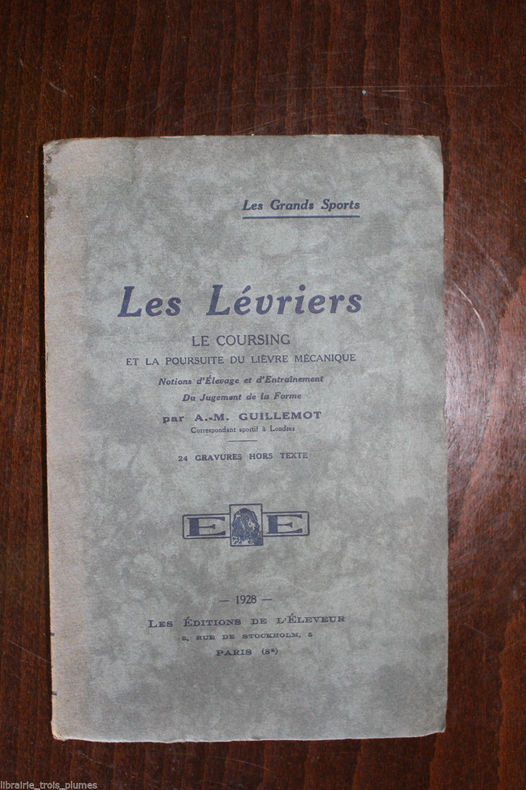 Les Grands Sports
Les Lévriers
LE COURSING
ET LA POURSUITE DU LIÈVRE MÉCANIQUE
Notions d'Élevage et d'Entraînement
Du Jugement de la Forme
par A.-M. GUILLEMOT
Correspondant sportif à Londres
24 GRAVURES HORS TEXTE
E E
— 1928 —
LES ÉDITIONS DE L'ÉLEVEUR
5, RUE DE STOCKHOLM, 5
PARIS (8e)
librairie_trois_plumes